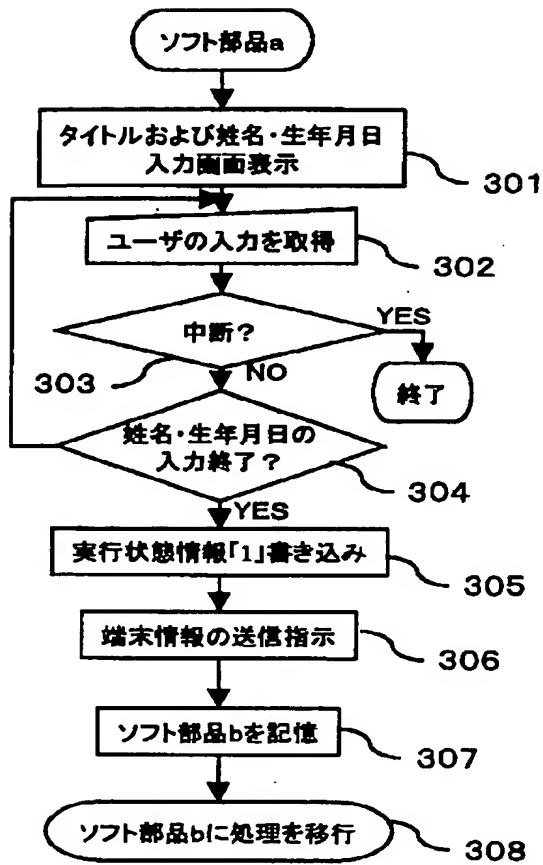 ソフト部品a
タイトルおよび姓名・生年月日
入力画面表示
301
ユーザの入力を取得
302
中断?
YES
303
NO
終了
姓名・生年月日の
入力終了?
304
YES
実行状態情報「1」書き込み
305
端末情報の送信指示
306
ソフト部品bを記憶
307
ソフト部品bに処理を移行
308